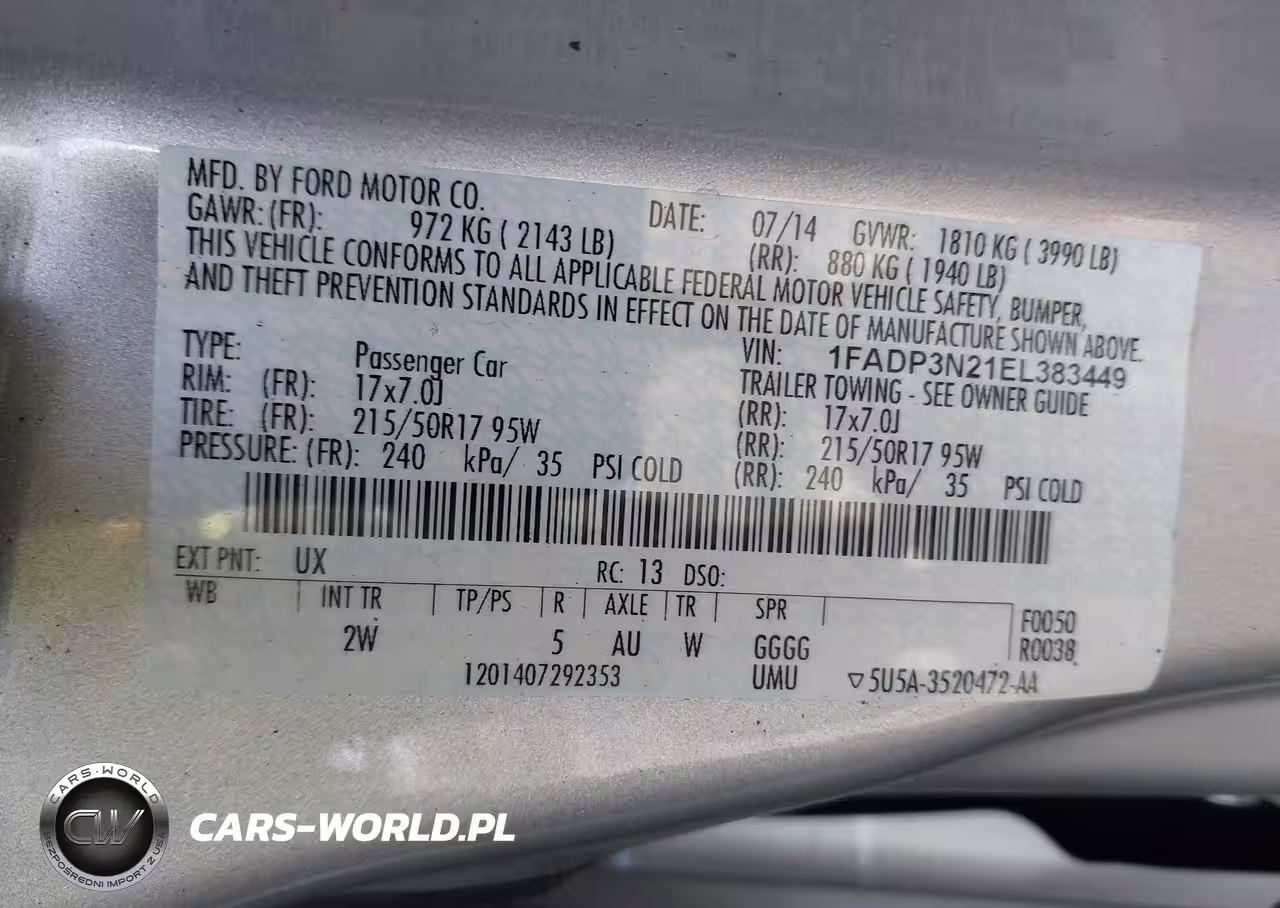 MFD. BY FORD MOTOR CO. DATE: 07/14 GVWR: 1810 KG ( 3990 LB)
GAWR: (FR): 972 KG ( 2143 LB) (RR): 880 KG ( 1940 LB)
THIS VEHICLE CONFORMS TO ALL APPLICABLE FEDERAL MOTOR VEHICLE SAFETY, BUMPER,
AND THEFT PREVENTION STANDARDS IN EFFECT ON THE DATE OF MANUFACTURE SHOWN ABOVE.
VIN: 1FADP3N21EL383449
TYPE: Passenger Car TRAILER TOWING - SEE OWNER GUIDE
RIM: (FR): 17x7.0J (RR): 17x7.0J
TIRE: (FR): 215/50R17 95W (RR): 215/50R17 95W
PRESSURE: (FR): 240 kPa/ 35 PSI COLD (RR): 240 kPa/ 35 PSI COLD
EXT PNT: UX RC: 13 DSO:
WB | INT TR | TP/PS | R | AXLE | TR | SPR | F0050
2W 5 AU W GGGG R0038
1201407292353 UMU ▽5U5A-3520472-AA
CARS-WORLD
CW
BEZPOŚREDNI IMPORT Z USA
CARS-WORLD.PL